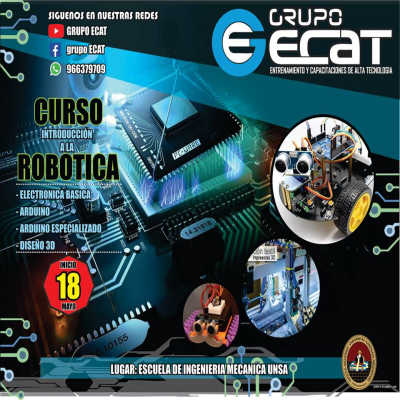 SIGUENOS EN NUESTRAS REDES
GRUPO ECAT
grupo ECAT
966379709
GRUPO
ECAT
ENTRENAMIENTO Y CAPACITACIONES DE ALTA TECNOLOGIA
CURSO
INTRODUCCIÓN
A LA
ROBÓTICA
- ELECTRONICA BASICA
- ARDUINO
- ARDUINO ESPECIALIZADO
- DISEÑO 3D
INICIO
18
MAYO
LUGAR: ESCUELA DE INGENIERIA MECANICA UNSA